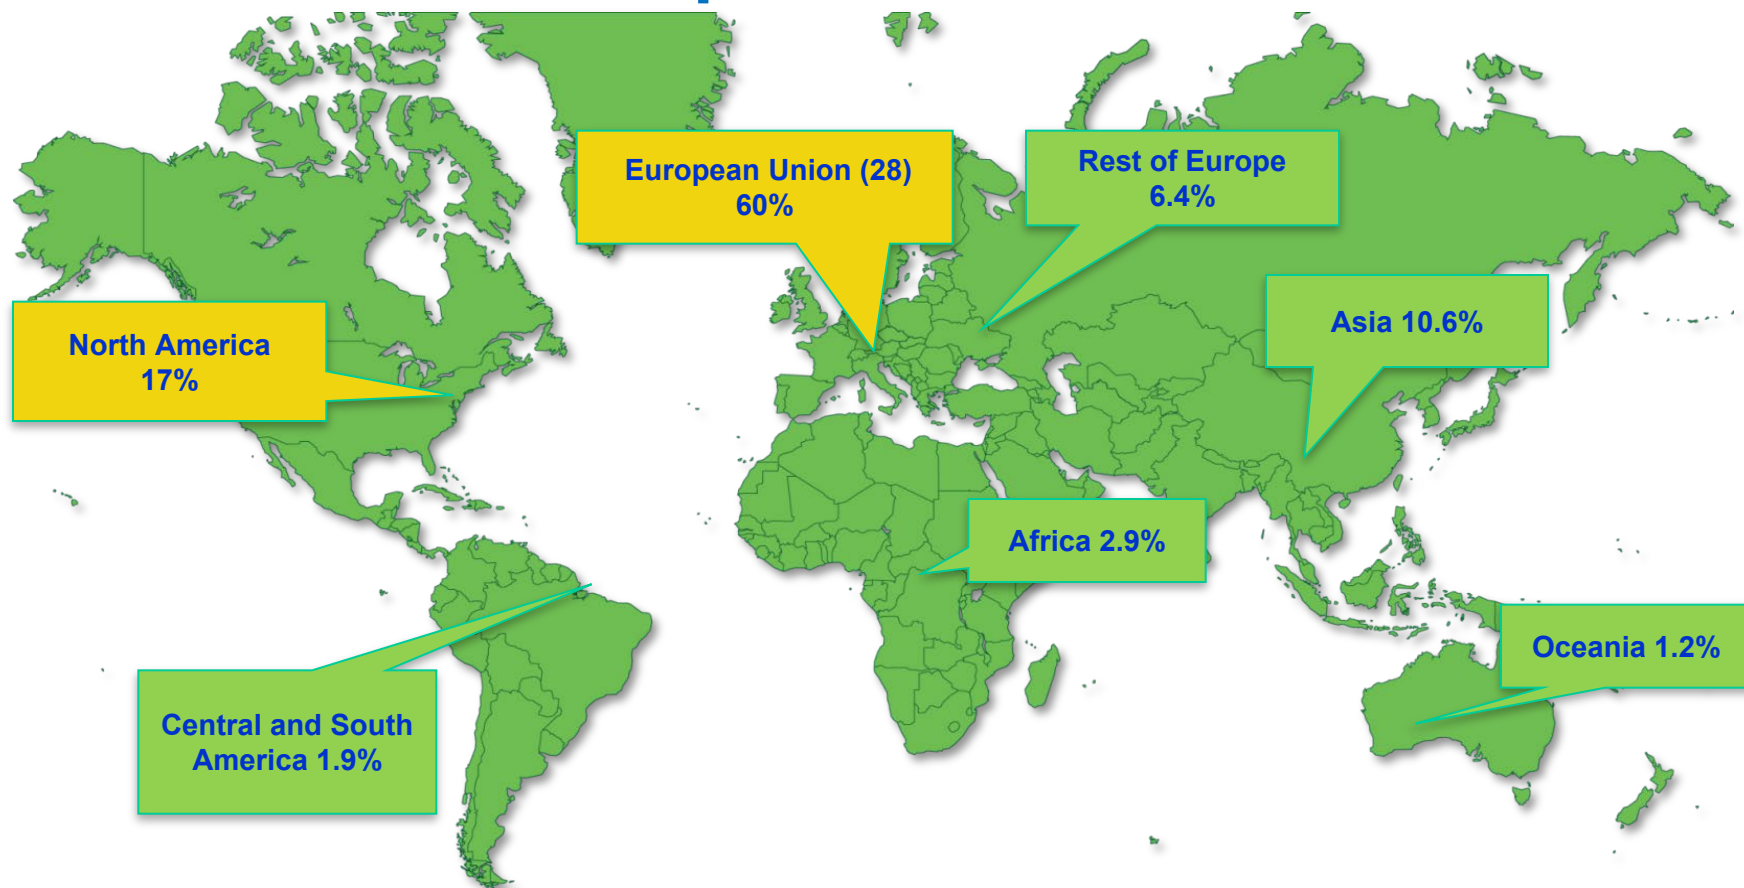 European Union (28)
60%
Rest of Europe
6.4%
North America
17%
Asia 10.6%
Africa 2.9%
Oceania 1.2%
Central and South
America 1.9%